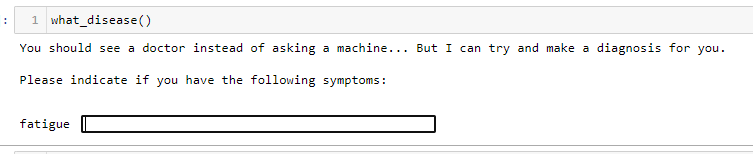 : 1 what_disease()
You should see a doctor instead of asking a machine... But I can try and make a diagnosis for you.
Please indicate if you have the following symptoms:
fatigue